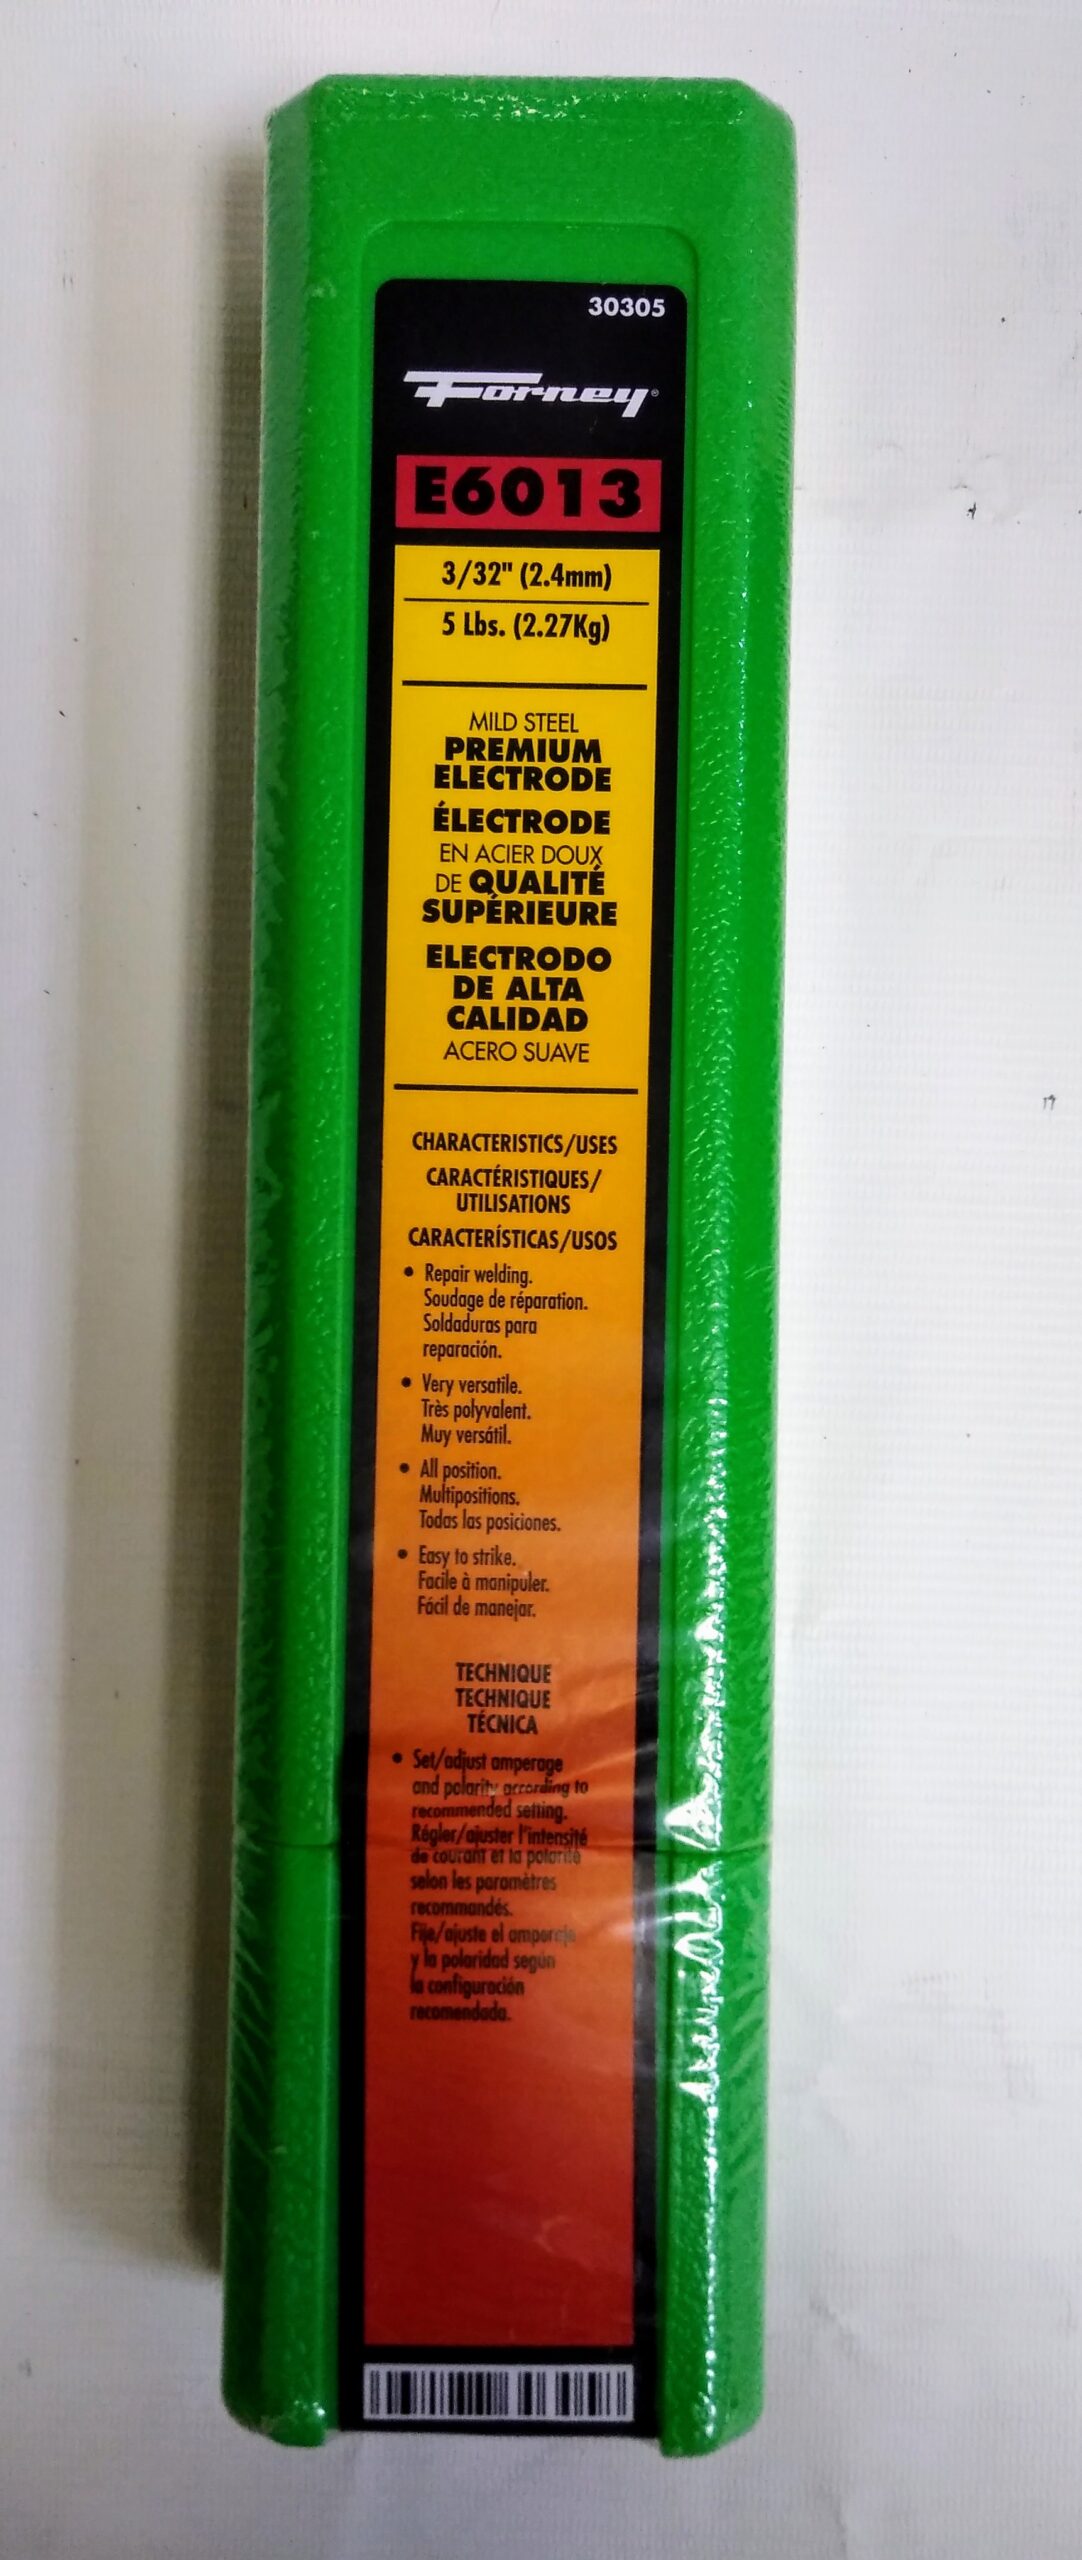 30305
Forney®
E6013
3/32" (2.4mm)
5 Lbs. (2.27Kg)
MILD STEEL
PREMIUM
ELECTRODE
ÉLECTRODE
EN ACIER DOUX
DE QUALITÉ
SUPÉRIEURE
ELECTRODO
DE ALTA
CALIDAD
ACERO SUAVE
CHARACTERISTICS/USES
CARACTÉRISTIQUES/
UTILISATIONS
CARACTERÍSTICAS/USOS
• Repair welding.
Soudage de réparation.
Soldaduras para
reparación.
• Very versatile.
Très polyvalent.
Muy versátil.
• All position.
Multipositions.
Todas las posiciones.
• Easy to strike.
Facile à manipuler.
Fácil de manejar.
TECHNIQUE
TECHNIQUE
TÉCNICA
• Set/adjust amperage
and polarity according to
recommended setting.
Régler/ajuster l'intensité
de courant et la polarité
selon les paramètres
recommandés.
Fije/ajuste el amperaje
y la polaridad según
la configuración
recomendada.